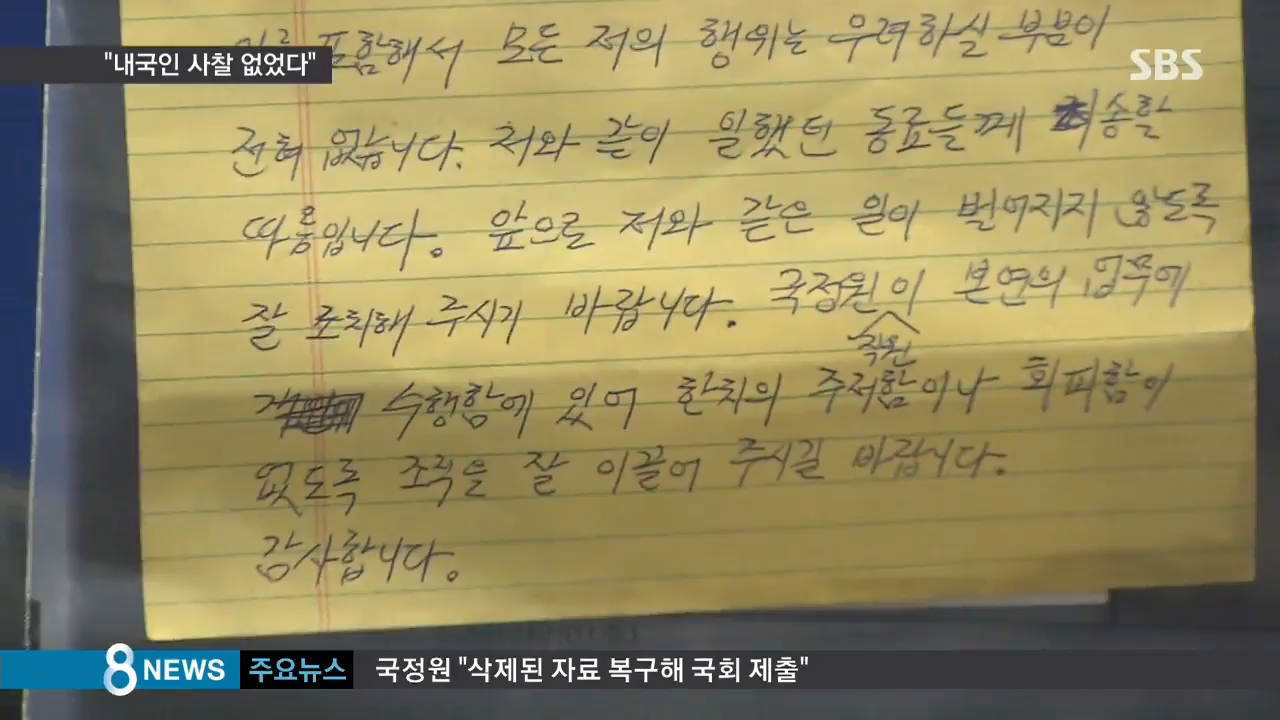 "내국인 사찰 없었다"
SBS
포함해서 모든 저의 행위는 우려하실 부분이
전혀 없습니다. 저와 같이 일했던 동료들께 죄송할
따름입니다. 앞으로 저와 같은 일이 벌어지지 않도록
잘 조치해 주시기 바랍니다. 국정원이 본연의 업무에
직원
수행함에 있어 한치의 주저함이나 회피함이
없도록 조직을 잘 이끌어 주시길 바랍니다.
감사합니다.
8 NEWS 주요뉴스 국정원 "삭제된 자료 복구해 국회 제출"